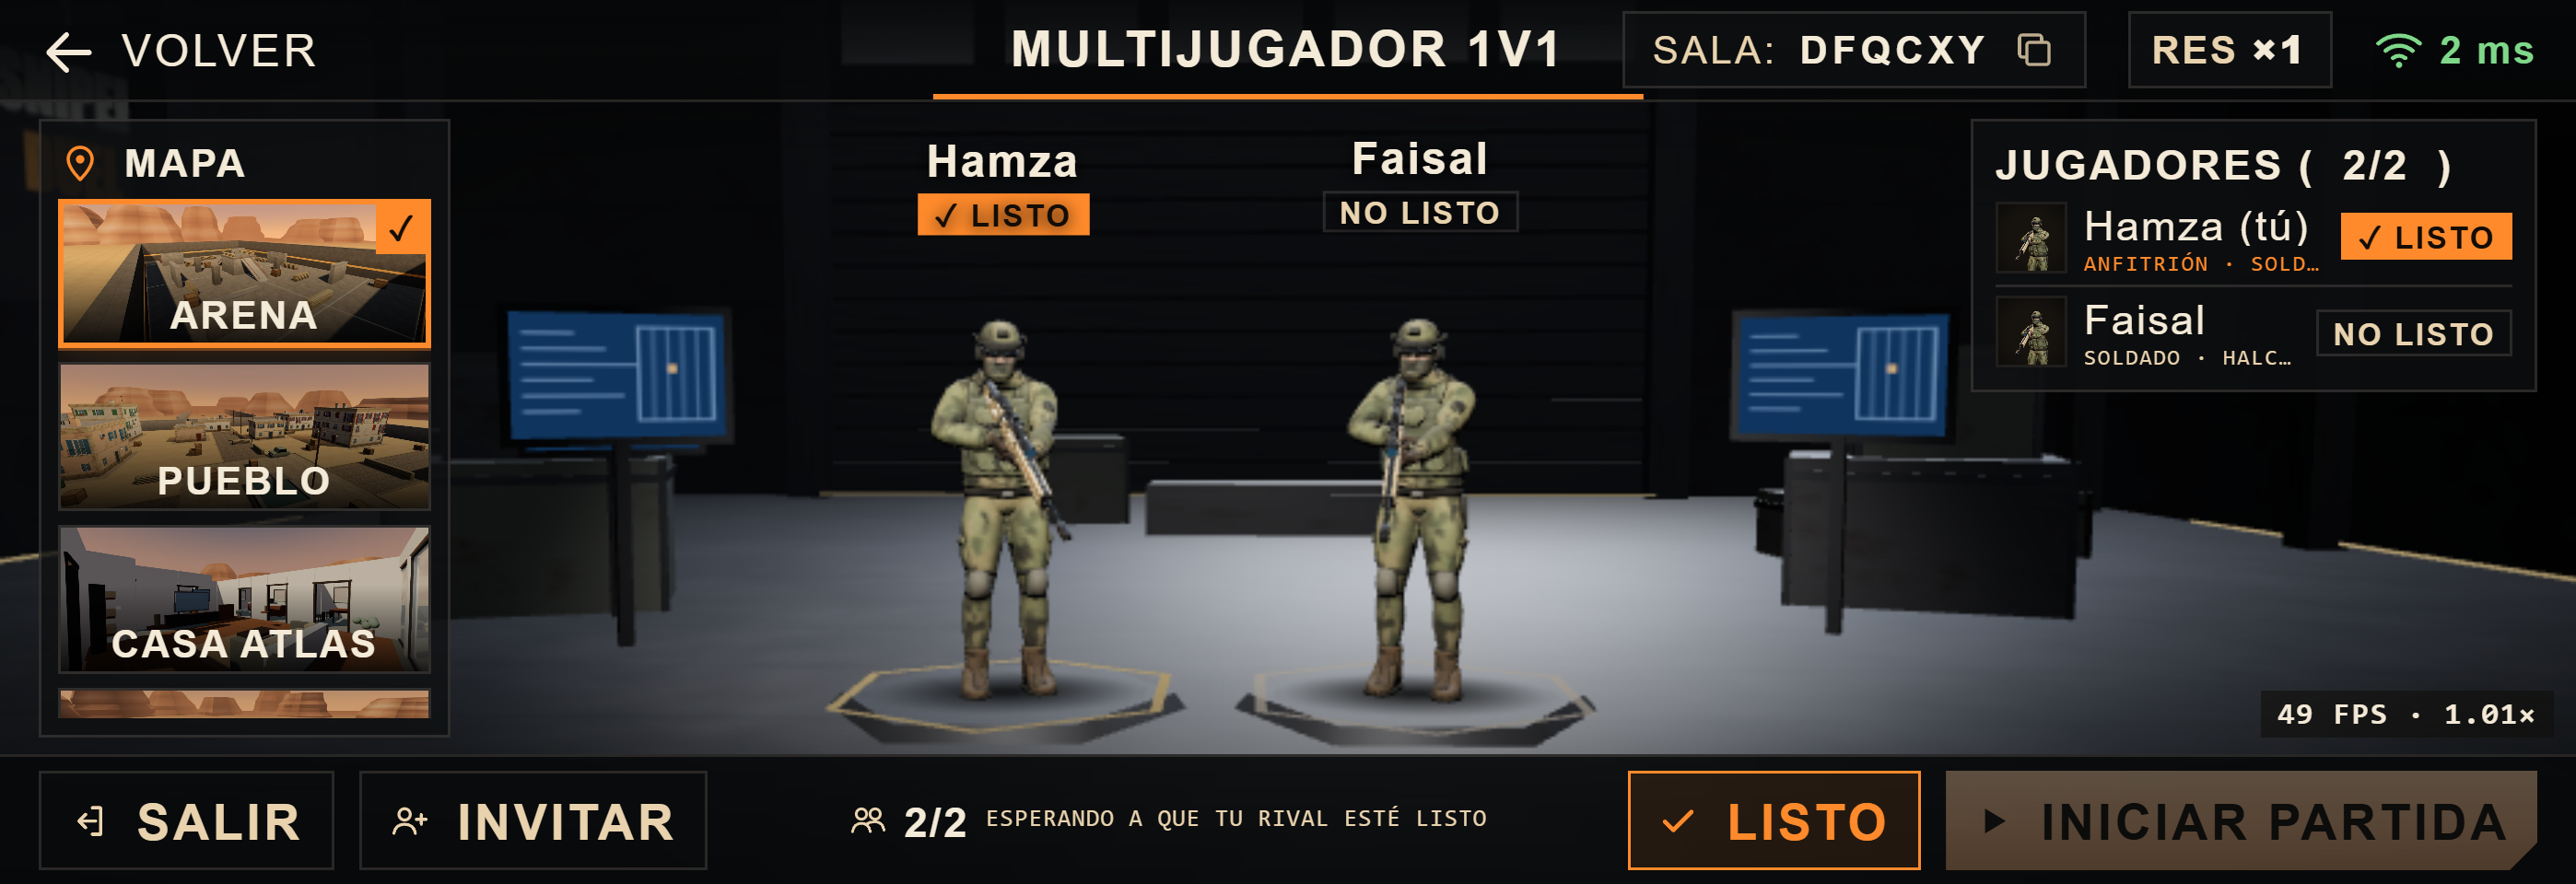 VOLVER
MULTIJUGADOR 1V1
SALA: DFQCXY
RES ×1
2 ms
MAPA
ARENA
PUEBLO
CASA ATLAS
Hamza
✓ LISTO
Faisal
NO LISTO
JUGADORES ( 2/2 )
Hamza (tú)
ANFITRIÓN · SOLD…
✓ LISTO
Faisal
SOLDADO · HALC…
NO LISTO
49 FPS · 1.01×
SALIR
INVITAR
2/2 ESPERANDO A QUE TU RIVAL ESTÉ LISTO
LISTO
INICIAR PARTIDA